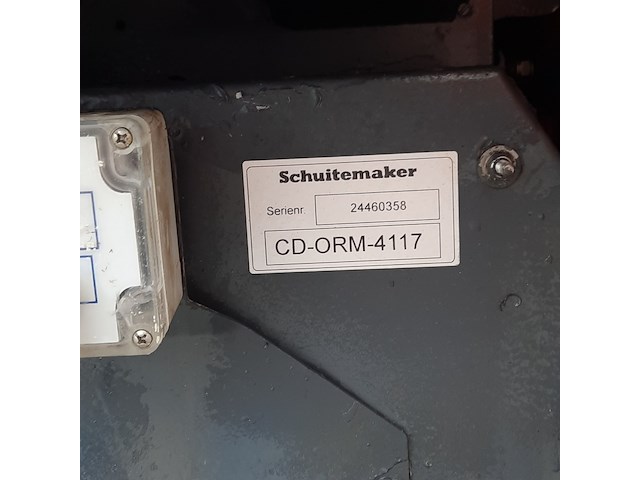 Schuitemaker
Serienr. 24460358
CD-ORM-4117